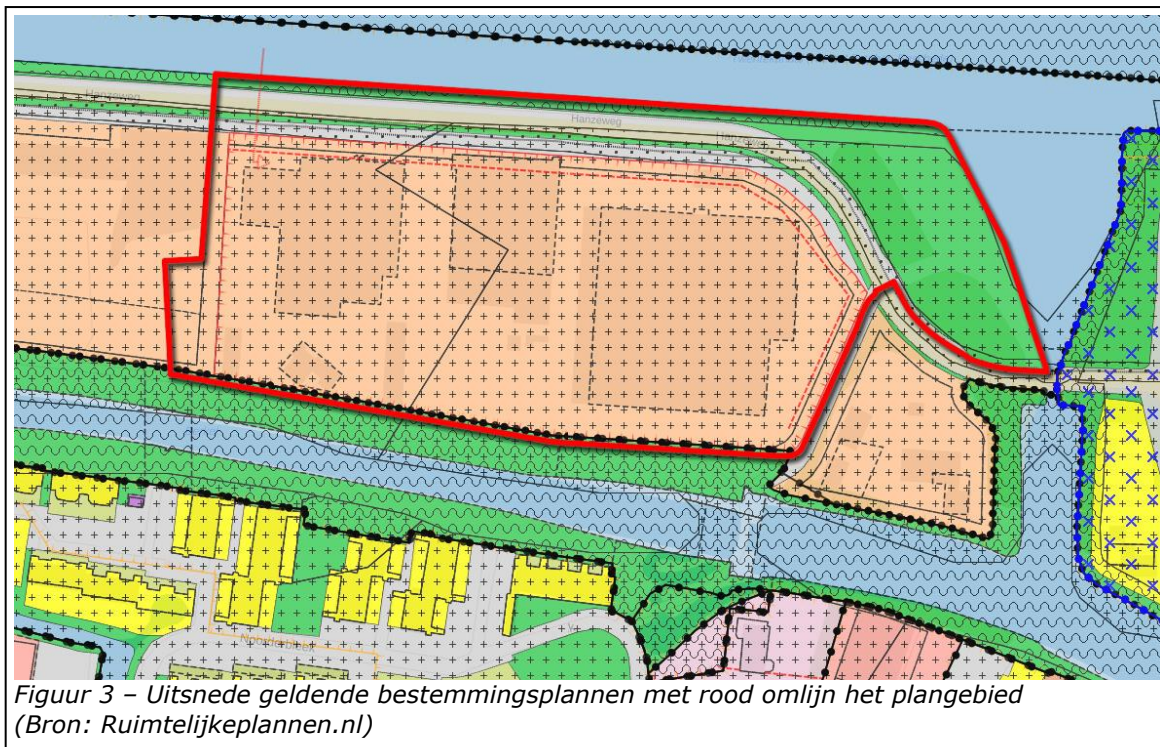 Hanzeweg
Hanzeweg
Figuur 3 – Uitsnede geldende bestemmingsplannen met rood omlijn het plangebied
(Bron: Ruimtelijkeplannen.nl)